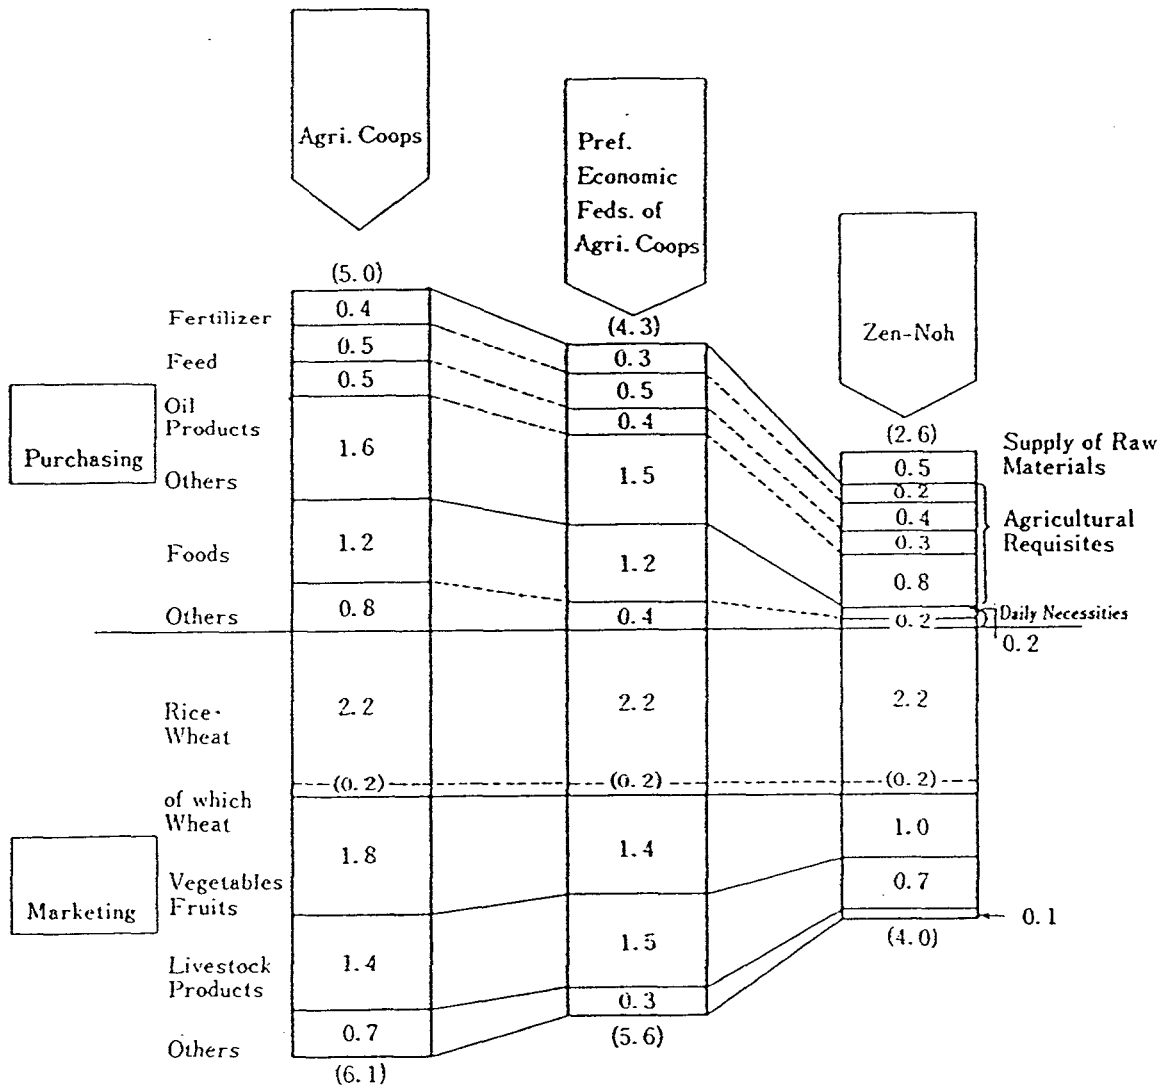 Agri. Coops
Pref.
Economic
Feds. of
Agri. Coops
Zen-Noh
(5.0)
(4.3)
(2.6)
Purchasing
Fertilizer
Feed
Oil
Products
Others
Foods
Others
0.4
0.5
0.5
1.6
1.2
0.8
0.3
0.5
0.4
1.5
1.2
0.4
0.5
0.2
0.4
0.3
0.8
0.2
Supply of Raw
Materials
Agricultural
Requisites
Daily Necessities
0.2
Marketing
Rice·
Wheat
of which
Wheat
Vegetables
Fruits
Livestock
Products
Others
2.2
(0.2)
1.8
1.4
0.7
(6.1)
2.2
(0.2)
1.4
1.5
0.3
(5.6)
2.2
(0.2)
1.0
0.7
0.1
(4.0)